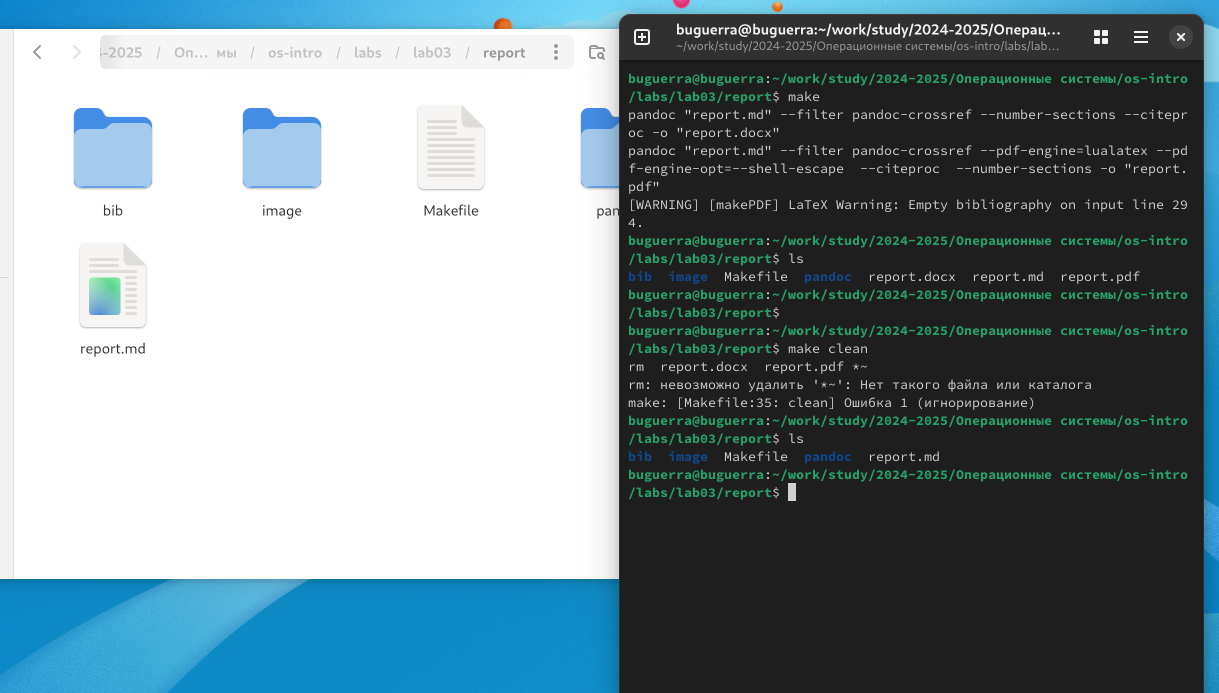 -2025 / Оп… мы / os-intro / labs / lab03 / report
bib
image
Makefile
pan
report.md
buguerra@buguerra:~/work/study/2024-2025/Операц…
~/work/study/2024-2025/Операционные системы/os-intro/labs/lab…
buguerra@buguerra:~/work/study/2024-2025/Операционные системы/os-intro
/labs/lab03/report$ make
pandoc "report.md" --filter pandoc-crossref --number-sections --citepr
oc -o "report.docx"
pandoc "report.md" --filter pandoc-crossref --pdf-engine=lualatex --pd
f-engine-opt=--shell-escape  --citeproc  --number-sections -o "report.
pdf"
[WARNING] [makePDF] LaTeX Warning: Empty bibliography on input line 29
4.
buguerra@buguerra:~/work/study/2024-2025/Операционные системы/os-intro
/labs/lab03/report$ ls
bib  image  Makefile  pandoc  report.docx  report.md  report.pdf
buguerra@buguerra:~/work/study/2024-2025/Операционные системы/os-intro
/labs/lab03/report$
buguerra@buguerra:~/work/study/2024-2025/Операционные системы/os-intro
/labs/lab03/report$ make clean
rm  report.docx  report.pdf *~
rm: невозможно удалить '*~': Нет такого файла или каталога
make: [Makefile:35: clean] Ошибка 1 (игнорирование)
buguerra@buguerra:~/work/study/2024-2025/Операционные системы/os-intro
/labs/lab03/report$ ls
bib  image  Makefile  pandoc  report.md
buguerra@buguerra:~/work/study/2024-2025/Операционные системы/os-intro
/labs/lab03/report$